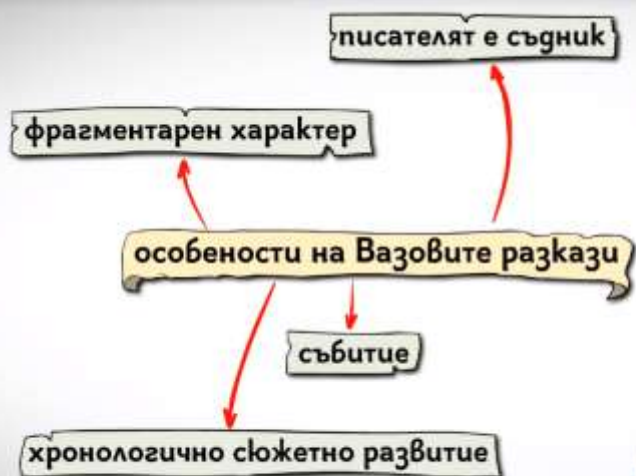 писателят е съдник
фрагментарен характер
особености на Вазовите разкази
събитие
хронологично сюжетно развитие